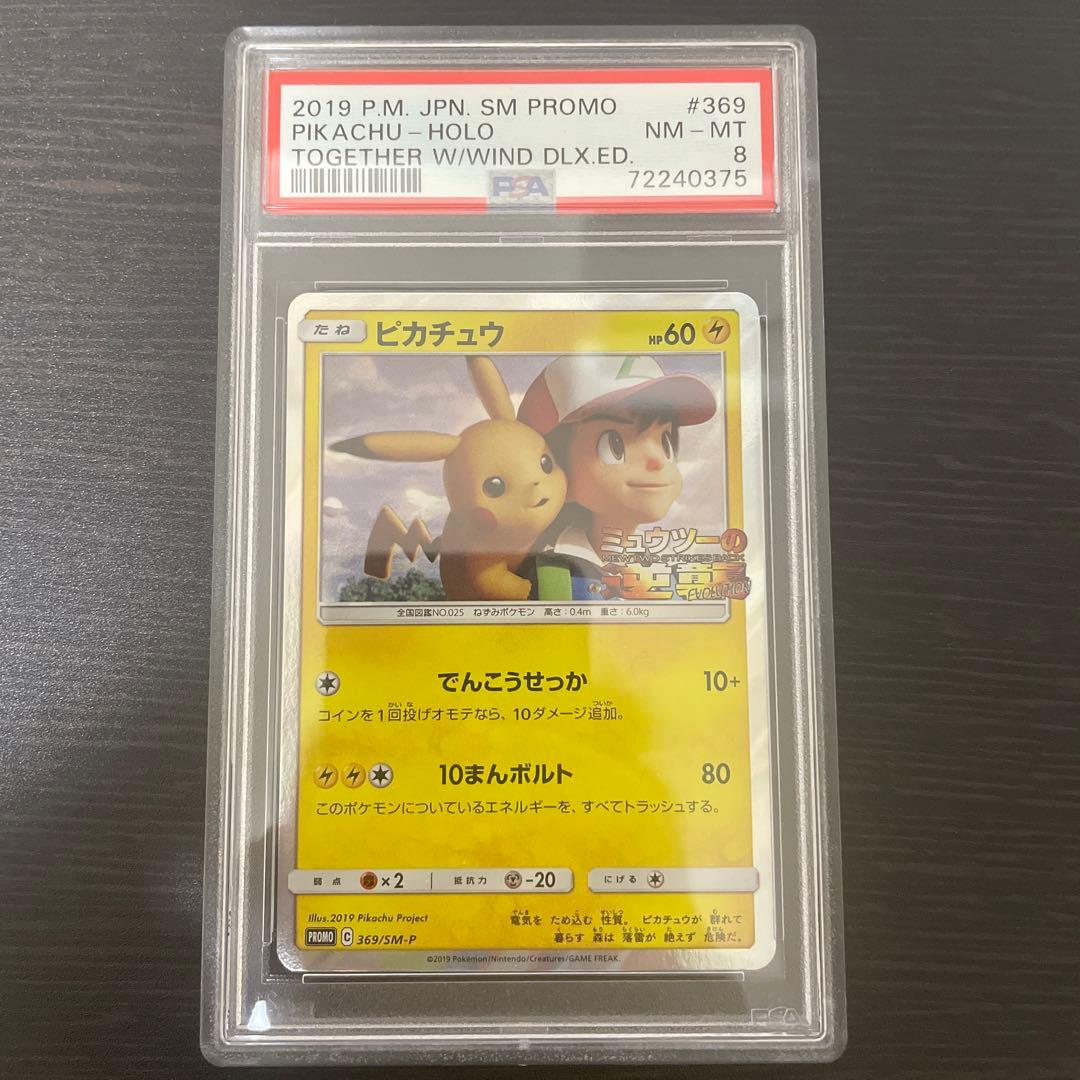 2019 P.M. JPN. SM PROMO #369
PIKACHU-HOLO NM-MT
TOGETHER W/WIND DLX.ED. 8
PSA 72240375
たね ピカチュウ HP60
ミュウツーの
MEWTWO STRIKES BACK
逆襲
EVOLUTION
全国図鑑NO.025 ねずみポケモン 高さ:0.4m 重さ:6.0kg
でんこうせっか 10+
コインを1回投げオモテなら、10ダメージ追加。
10まんボルト 80
このポケモンについているエネルギーを、すべてトラッシュする。
弱点 ×2 抵抗力 -20 にげる
Illus.2019 Pikachu Project
電気を ため込む 性質。 ピカチュウが 群れて
暮らす 森は 落雷が 絶えず 危険だ。
PROMO C 369/SM-P
©2019 Pokémon/Nintendo/Creatures/GAME FREAK.
PSA